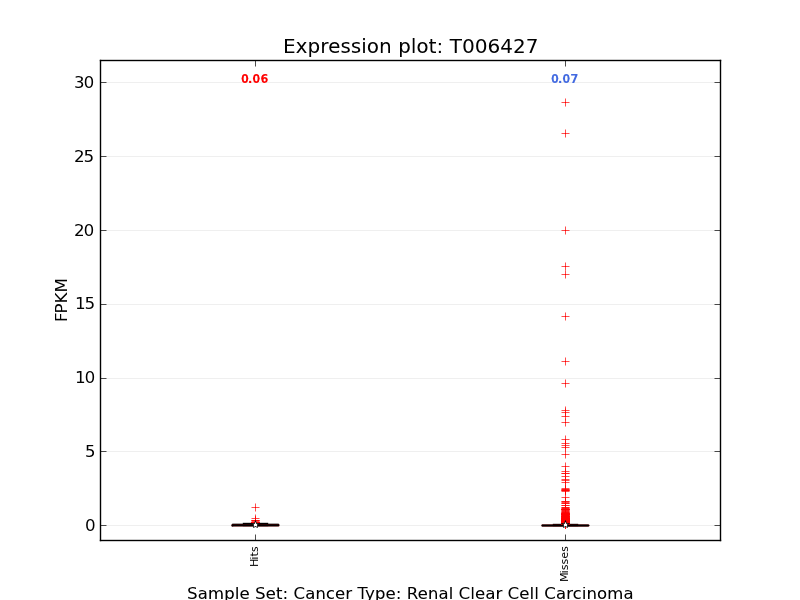 Expression plot: T006427
0.06
0.07
30
25
20
15
10
5
0
FPKM
Hits
Misses
Sample Set: Cancer Type: Renal Clear Cell Carcinoma